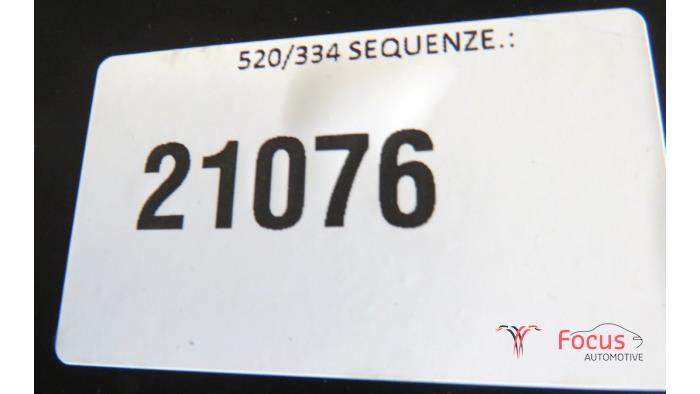 520/334 SEQUENZE.:
21076
Focus
AUTOMOTIVE